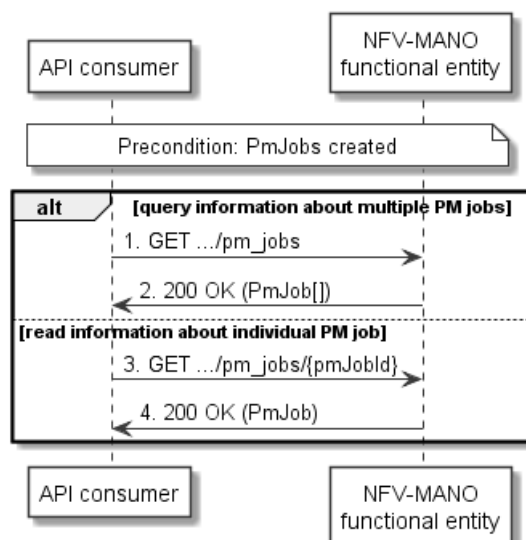 API consumer
NFV-MANO
functional entity
Precondition: PmJobs created
alt [query information about multiple PM jobs]
1. GET .../pm_jobs
2. 200 OK (PmJob[])
[read information about individual PM job]
3. GET .../pm_jobs/{pmJobId}
4. 200 OK (PmJob)
API consumer
NFV-MANO
functional entity